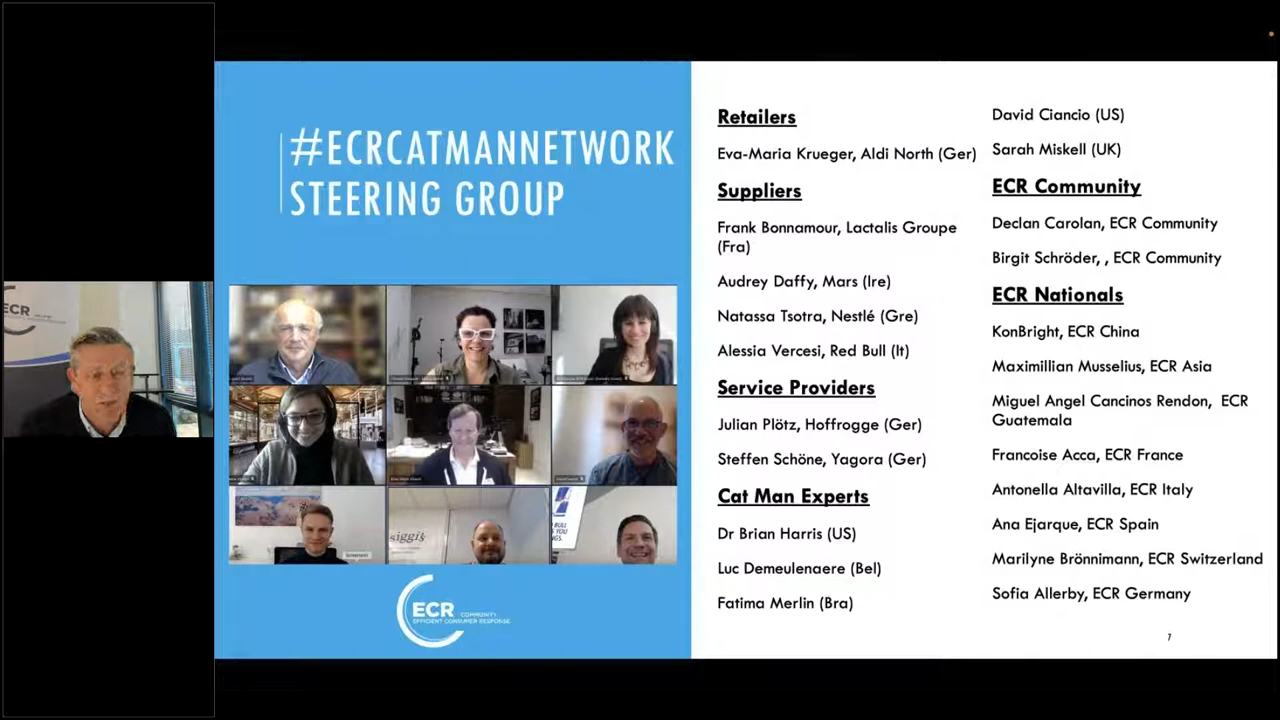 ECR
#ECRCATMANNETWORK
STEERING GROUP
siggi's
ECR COMMUNITY
EFFICIENT CONSUMER RESPONSE
Retailers
Eva-Maria Krueger, Aldi North (Ger)
Suppliers
Frank Bonnamour, Lactalis Groupe
(Fra)
Audrey Daffy, Mars (Ire)
Natassa Tsotra, Nestlé (Gre)
Alessia Vercesi, Red Bull (It)
Service Providers
Julian Plötz, Hoffrogge (Ger)
Steffen Schöne, Yagora (Ger)
Cat Man Experts
Dr Brian Harris (US)
Luc Demeulenaere (Bel)
Fatima Merlin (Bra)
David Ciancio (US)
Sarah Miskell (UK)
ECR Community
Declan Carolan, ECR Community
Birgit Schröder, , ECR Community
ECR Nationals
KonBright, ECR China
Maximillian Musselius, ECR Asia
Miguel Angel Cancinos Rendon, ECR
Guatemala
Francoise Acca, ECR France
Antonella Altavilla, ECR Italy
Ana Ejarque, ECR Spain
Marilyne Brönnimann, ECR Switzerland
Sofia Allerby, ECR Germany
7